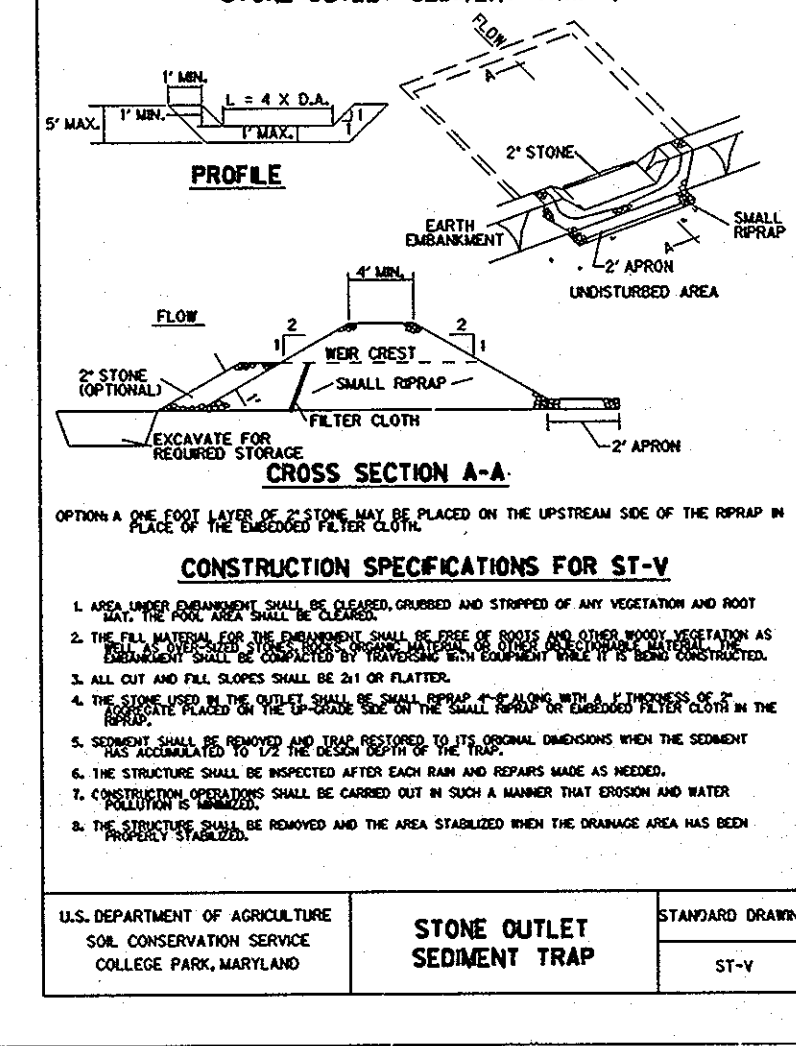 FLOW
A
1' MIN.
L = 4 X D.A.
1' MIN.
5' MAX.
1
1
1' MAX.
PROFILE
2" STONE
EARTH
EMBANKMENT
SMALL
RIPRAP
A
2' APRON
UNDISTURBED AREA
4' MIN.
FLOW
2
1
2
1
WEIR CREST
2" STONE
(OPTIONAL)
SMALL RIPRAP
1'
FILTER CLOTH
EXCAVATE FOR
REQUIRED STORAGE
2' APRON
CROSS SECTION A-A
OPTION: A ONE FOOT LAYER OF 2" STONE MAY BE PLACED ON THE UPSTREAM SIDE OF THE RIPRAP IN
PLACE OF THE EMBEDDED FILTER CLOTH.
CONSTRUCTION SPECIFICATIONS FOR ST-V
1. AREA UNDER EMBANKMENT SHALL BE CLEARED, GRUBBED AND STRIPPED OF ANY VEGETATION AND ROOT
MAT. THE POOL AREA SHALL BE CLEARED.
2. THE FILL MATERIAL FOR THE EMBANKMENT SHALL BE FREE OF ROOTS AND OTHER WOODY VEGETATION AS
WELL AS OVER-SIZED STONES, ROCKS, ORGANIC MATERIAL OR OTHER OBJECTIONABLE MATERIAL. THE
EMBANKMENT SHALL BE COMPACTED BY TRAVERSING WITH EQUIPMENT WHILE IT IS BEING CONSTRUCTED.
3. ALL CUT AND FILL SLOPES SHALL BE 2:1 OR FLATTER.
4. THE STONE USED IN THE OUTLET SHALL BE SMALL RIPRAP 4"-8" ALONG WITH A 1' THICKNESS OF 2"
AGGREGATE PLACED ON THE UP-GRADE SIDE ON THE SMALL RIPRAP OR EMBEDDED FILTER CLOTH IN THE
RIPRAP.
5. SEDIMENT SHALL BE REMOVED AND TRAP RESTORED TO ITS ORIGINAL DIMENSIONS WHEN THE SEDIMENT
HAS ACCUMULATED TO 1/2 THE DESIGN DEPTH OF THE TRAP.
6. THE STRUCTURE SHALL BE INSPECTED AFTER EACH RAIN AND REPAIRS MADE AS NEEDED.
7. CONSTRUCTION OPERATIONS SHALL BE CARRIED OUT IN SUCH A MANNER THAT EROSION AND WATER
POLLUTION IS MINIMIZED.
8. THE STRUCTURE SHALL BE REMOVED AND THE AREA STABILIZED WHEN THE DRAINAGE AREA HAS BEEN
PROPERLY STABILIZED.
U.S. DEPARTMENT OF AGRICULTURE
SOIL CONSERVATION SERVICE
COLLEGE PARK, MARYLAND
STONE OUTLET
SEDIMENT TRAP
STANDARD DRAWIN
ST-V